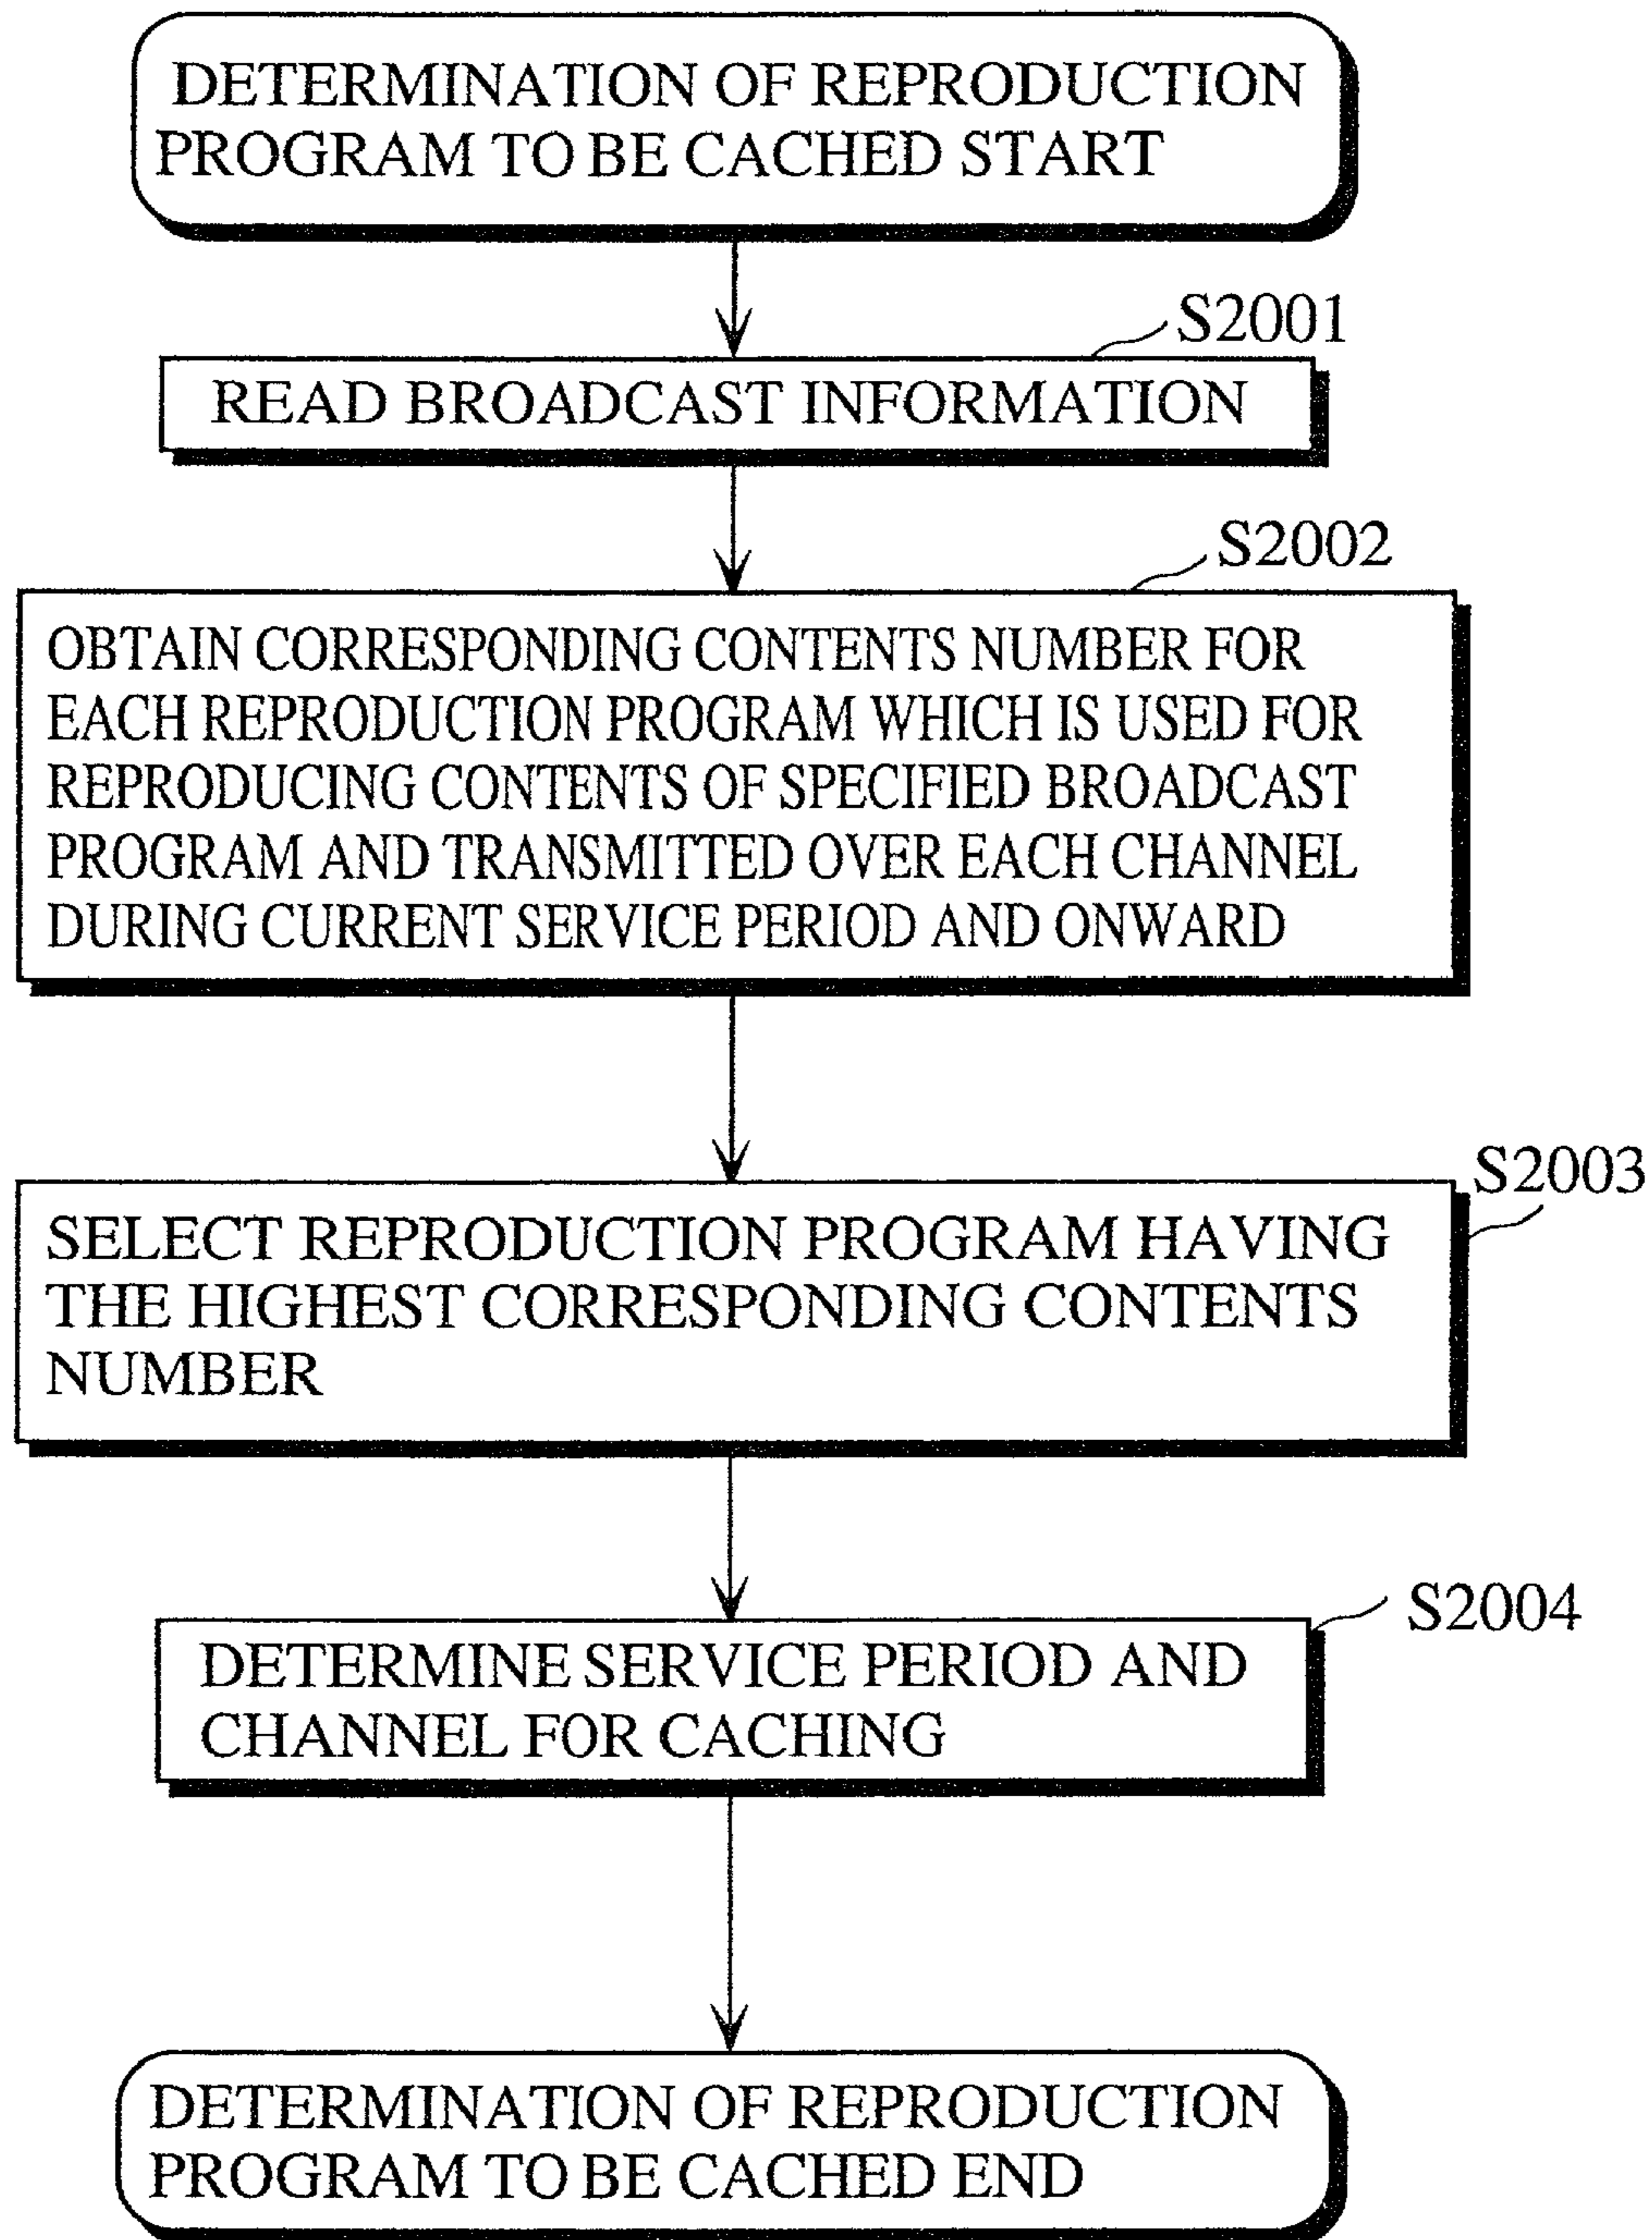 DETERMINATION OF REPRODUCTION
PROGRAM TO BE CACHED START
S2001
READ BROADCAST INFORMATION
S2002
OBTAIN CORRESPONDING CONTENTS NUMBER FOR
EACH REPRODUCTION PROGRAM WHICH IS USED FOR
REPRODUCING CONTENTS OF SPECIFIED BROADCAST
PROGRAM AND TRANSMITTED OVER EACH CHANNEL
DURING CURRENT SERVICE PERIOD AND ONWARD
S2003
SELECT REPRODUCTION PROGRAM HAVING
THE HIGHEST CORRESPONDING CONTENTS
NUMBER
S2004
DETERMINE SERVICE PERIOD AND
CHANNEL FOR CACHING
DETERMINATION OF REPRODUCTION
PROGRAM TO BE CACHED END